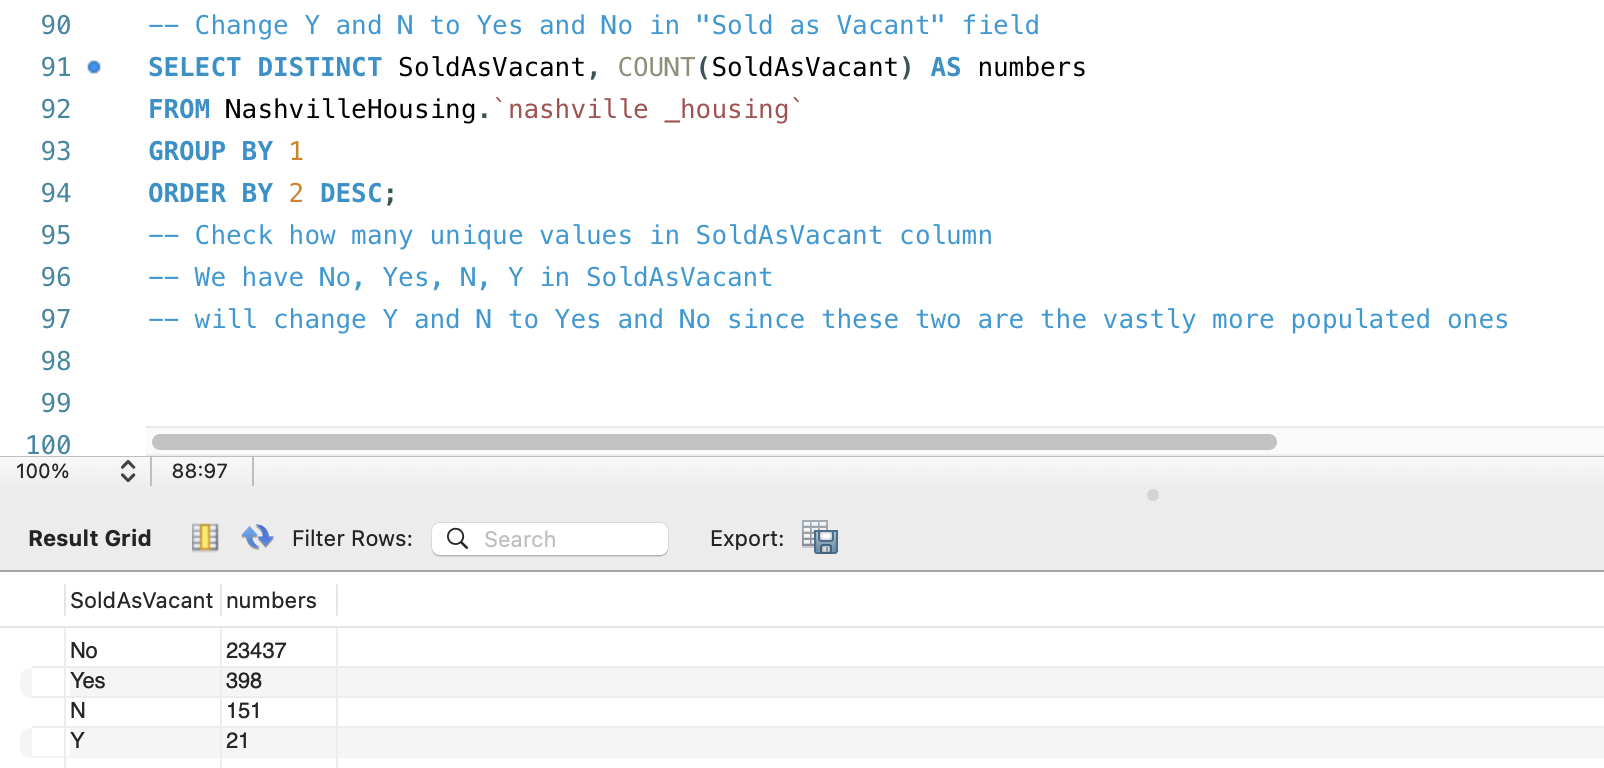 90 -- Change Y and N to Yes and No in "Sold as Vacant" field
91 SELECT DISTINCT SoldAsVacant, COUNT(SoldAsVacant) AS numbers
92 FROM NashvilleHousing.`nashville _housing`
93 GROUP BY 1
94 ORDER BY 2 DESC;
95 -- Check how many unique values in SoldAsVacant column
96 -- We have No, Yes, N, Y in SoldAsVacant
97 -- will change Y and N to Yes and No since these two are the vastly more populated ones
98
99
100
100% 88:97
Result Grid Filter Rows: Search Export:
SoldAsVacant numbers
No 23437
Yes 398
N 151
Y 21